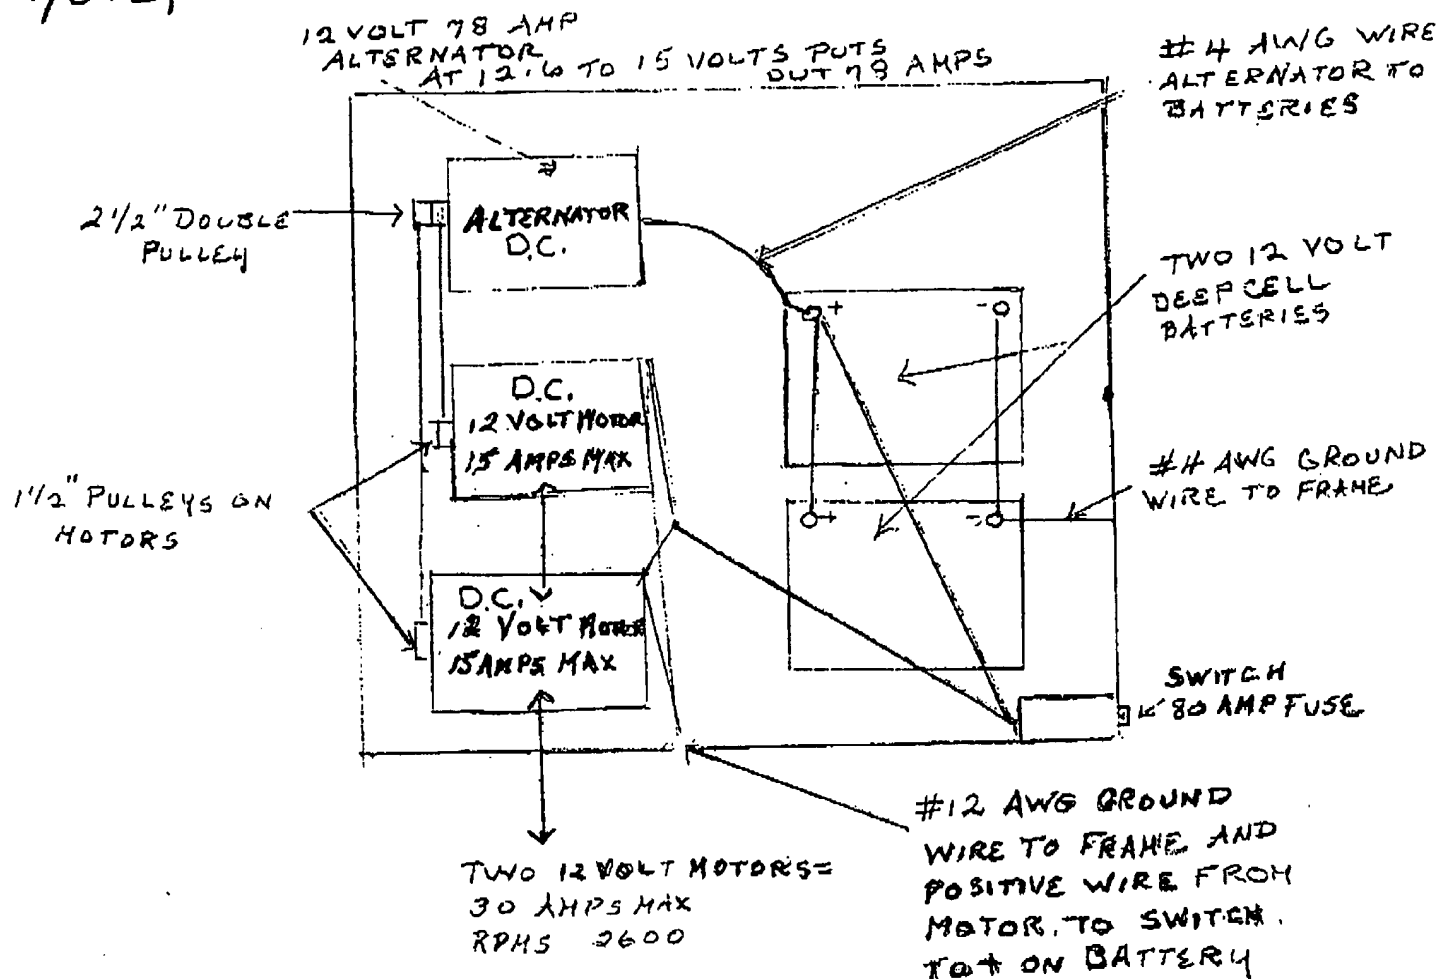 12 VOLT 78 AMP
ALTERNATOR
AT 12.6 TO 15 VOLTS PUTS
OUT 78 AMPS
#4 AWG WIRE
ALTERNATOR TO
BATTERIES
2 1/2" DOUBLE
PULLEY
ALTERNATOR
D.C.
TWO 12 VOLT
DEEP CELL
BATTERIES
+ -
D.C.
12 VOLT MOTOR
15 AMPS MAX
1 1/2" PULLEYS ON
MOTORS
#4 AWG GROUND
WIRE TO FRAME
+ -
D.C.
12 VOLT MOTOR
15 AMPS MAX
SWITCH
80 AMP FUSE
TWO 12 VOLT MOTORS=
30 AMPS MAX
RPMS 2600
#12 AWG GROUND
WIRE TO FRAME AND
POSITIVE WIRE FROM
MOTOR. TO SWITCH.
TO + ON BATTERY